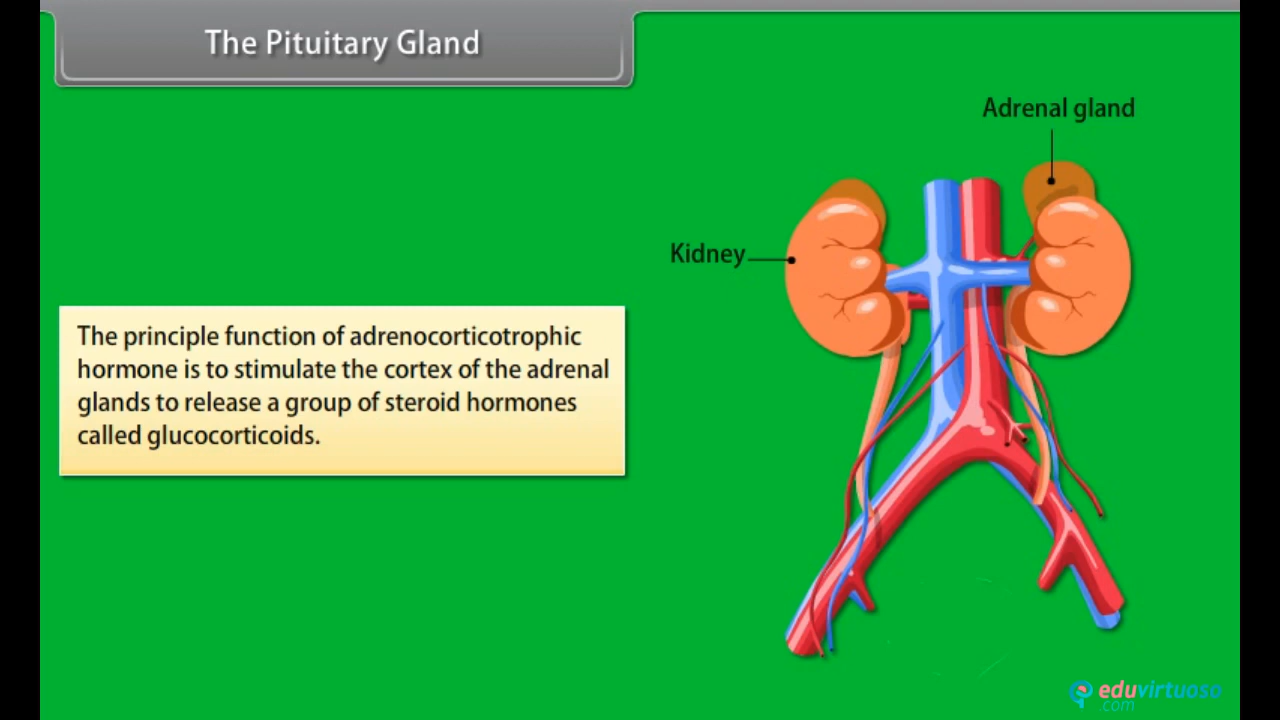 The Pituitary Gland
Adrenal gland
Kidney
The principle function of adrenocorticotrophic
hormone is to stimulate the cortex of the adrenal
glands to release a group of steroid hormones
called glucocorticoids.
eduvirtuoso
.com